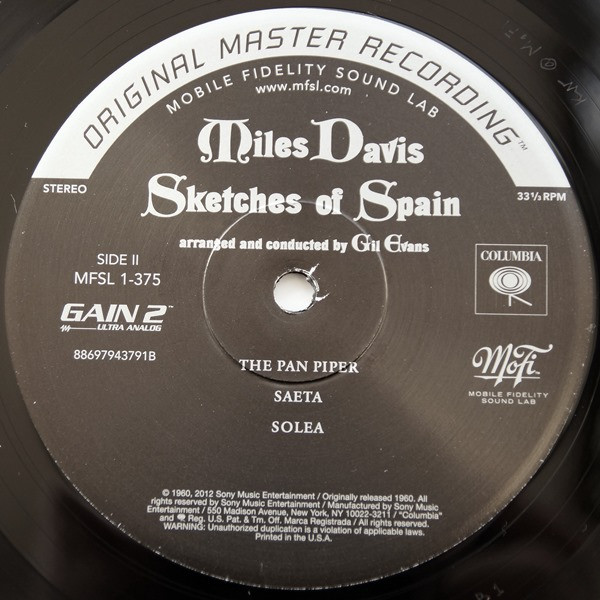 ORIGINAL MASTER RECORDING™
MOBILE FIDELITY SOUND LAB
www.mfsl.com
Miles Davis
STEREO
Sketches of Spain
33⅓ RPM
arranged and conducted by Gil Evans
SIDE II
MFSL 1-375
COLUMBIA
GAIN 2™
ULTRA ANALOG
88697943791B
THE PAN PIPER
SAETA
SOLEA
MoFi
MOBILE FIDELITY
SOUND LAB
© 1960, 2012 Sony Music Entertainment / Originally released 1960. All
rights reserved by Sony Music Entertainment / Manufactured by Sony Music
Entertainment / 550 Madison Avenue, New York, NY 10022-3211 / "Columbia"
and Reg. U.S. Pat. & Tm. Off. Marca Registrada / All rights reserved.
WARNING: Unauthorized duplication is a violation of applicable laws.
Printed in the U.S.A.